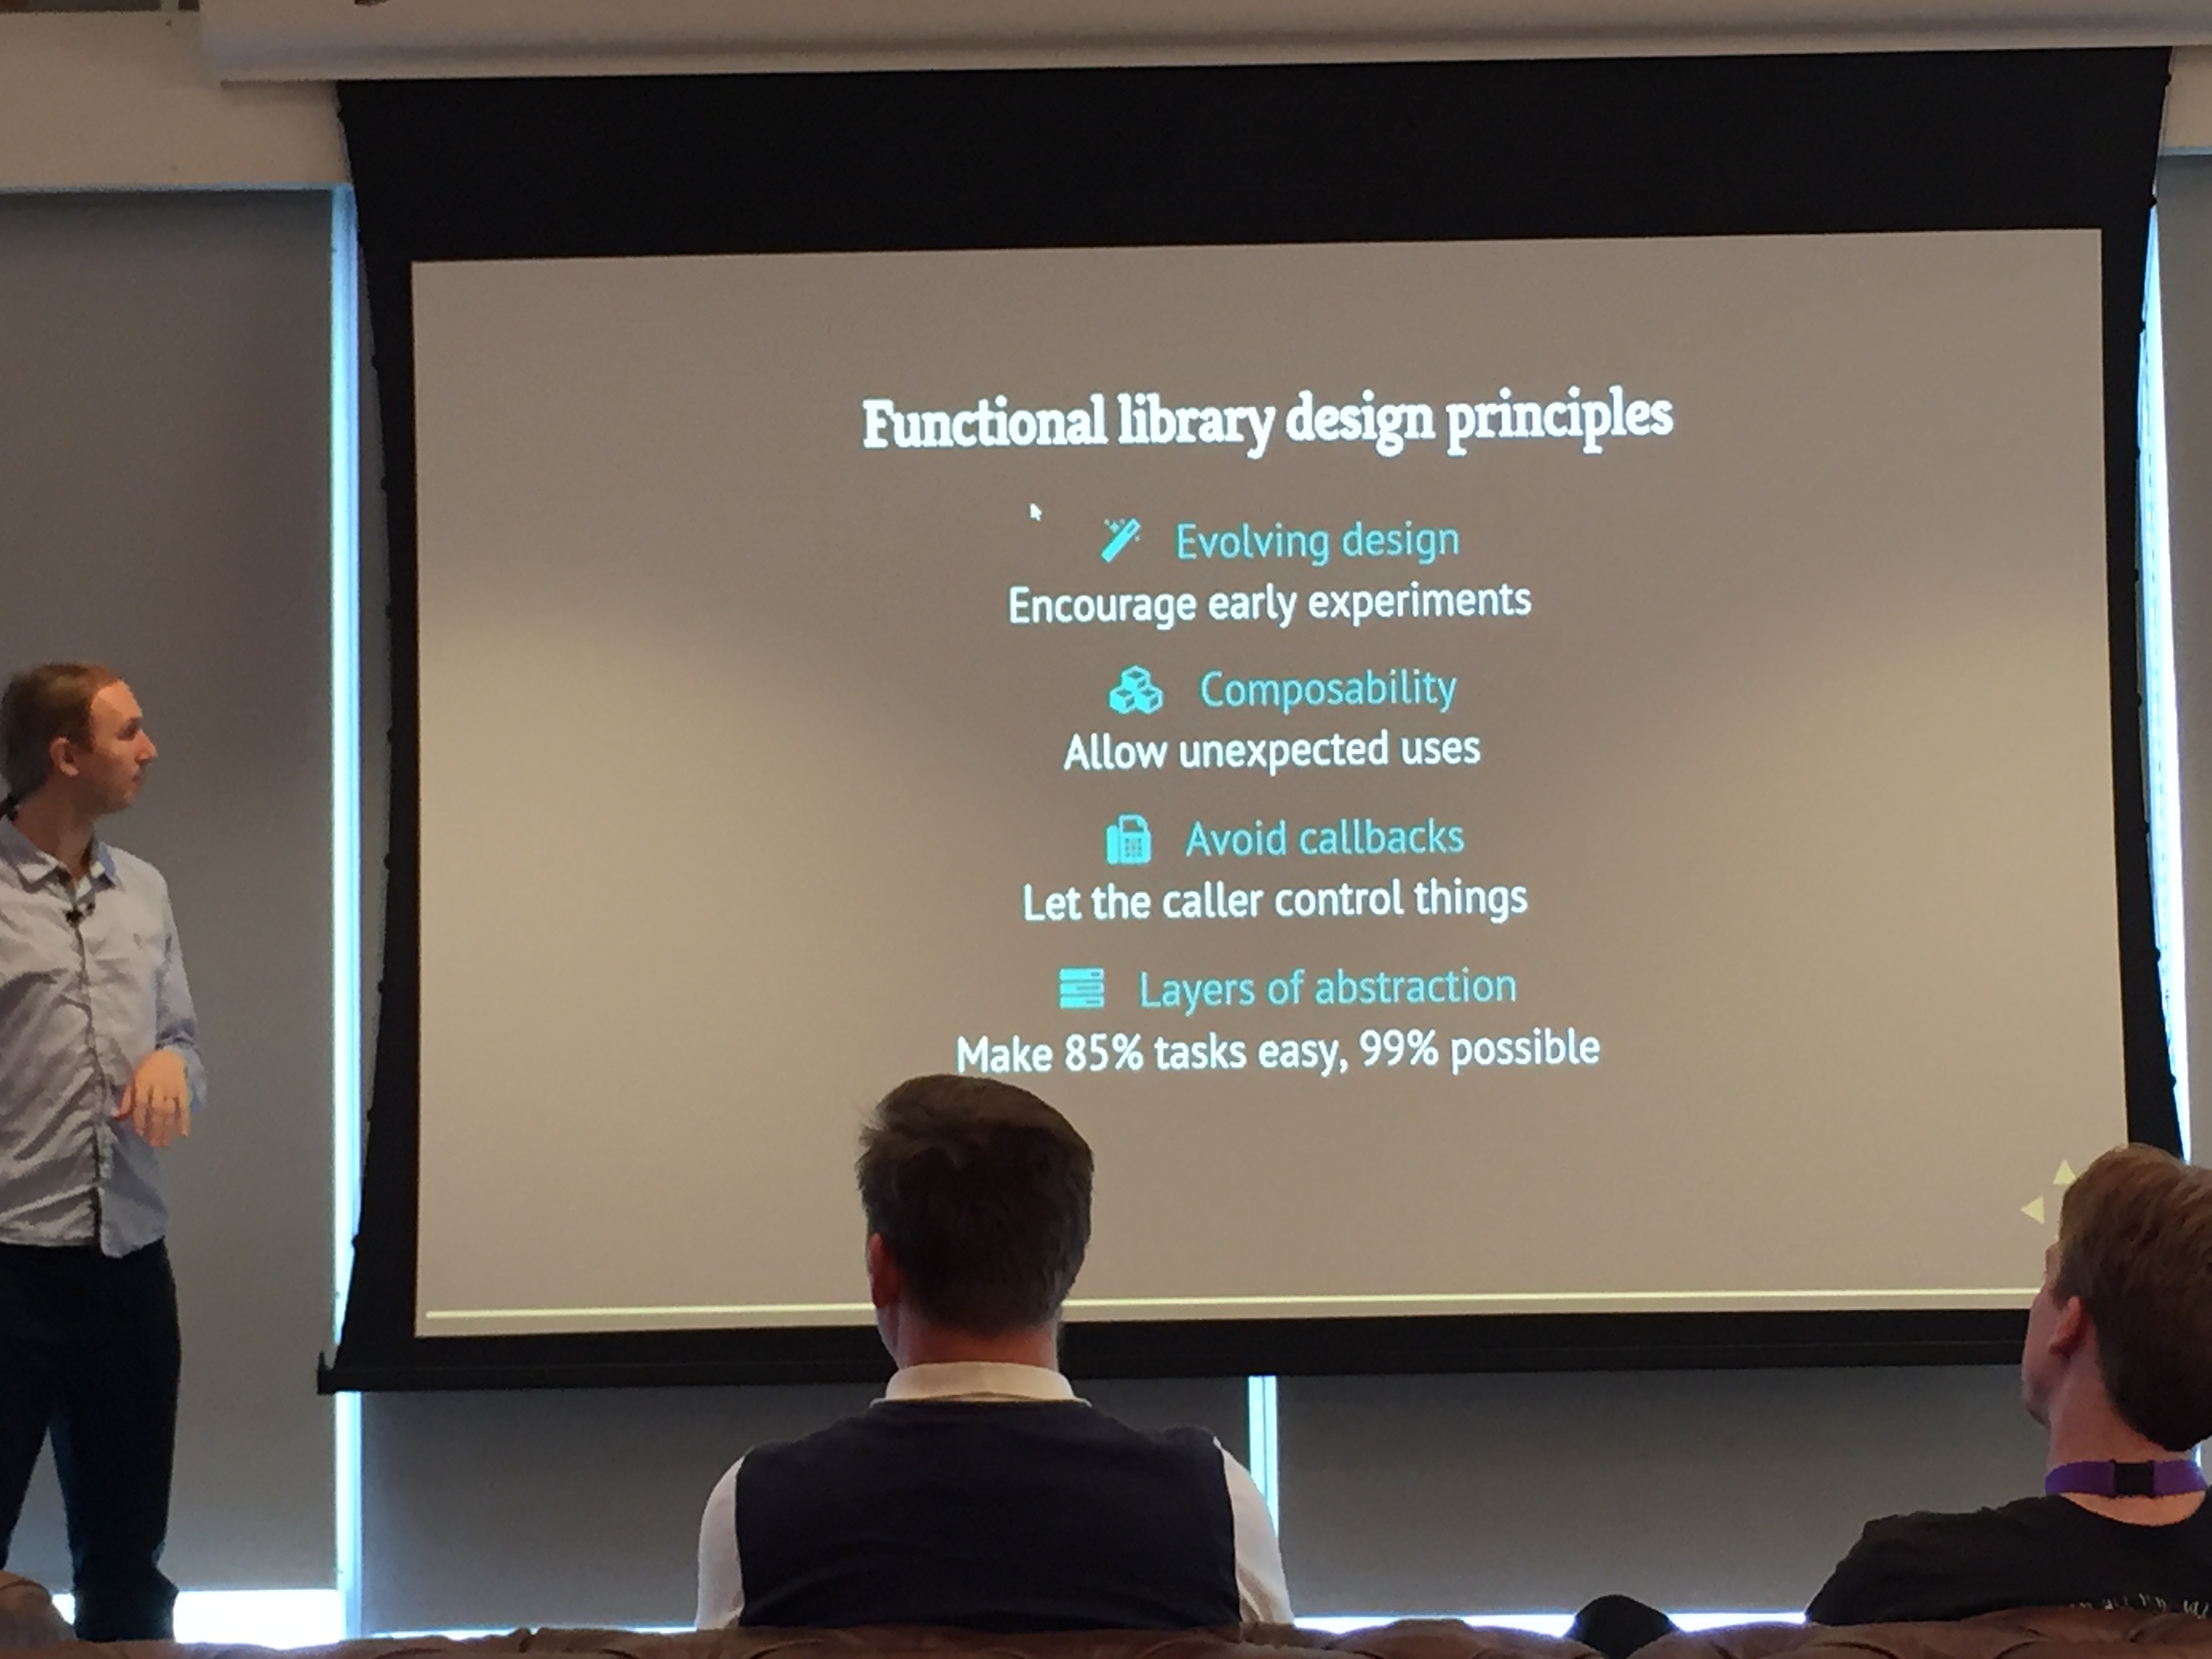 Functional library design principles
Evolving design
Encourage early experiments
Composability
Allow unexpected uses
Avoid callbacks
Let the caller control things
Layers of abstraction
Make 85% tasks easy, 99% possible